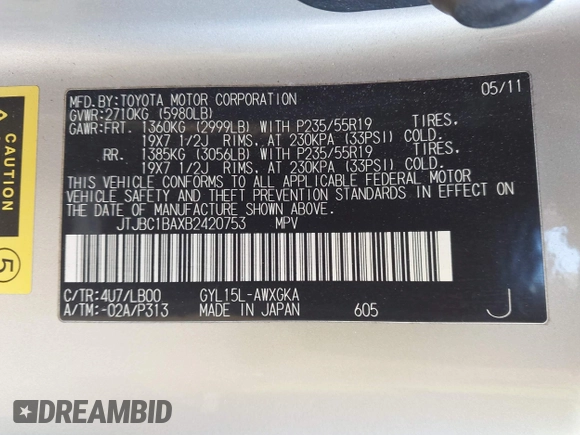 MFD. BY: TOYOTA MOTOR CORPORATION 05/11
GVWR: 2710KG (5980LB)
GAWR: FRT. 1360KG (2999LB) WITH P235/55R19 TIRES,
19X7 1/2J RIMS, AT 230KPA (33PSI) COLD.
RR. 1385KG (3056LB) WITH P235/55R19 TIRES,
19X7 1/2J RIMS, AT 230KPA (33PSI) COLD.
THIS VEHICLE CONFORMS TO ALL APPLICABLE FEDERAL MOTOR
VEHICLE SAFETY AND THEFT PREVENTION STANDARDS IN EFFECT ON
THE DATE OF MANUFACTURE SHOWN ABOVE.
JTJBC1BAXB2420753 MPV
C/TR: 4U7/LB00 GYL15L-AWXGKA
A/TM: -02A/P313 MADE IN JAPAN 605 J
CAUTION
5
DREAMBID